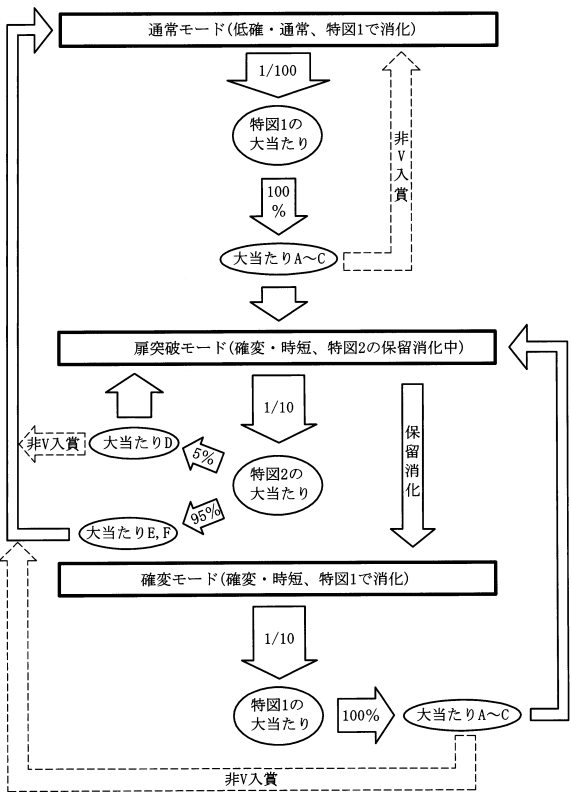 通常モード(低確・通常、特図1で消化)
1/100
特図1の
大当たり
非V入賞
100
%
大当たりA～C
扉突破モード(確変・時短、特図2の保留消化中)
1/10
保留消化
非V入賞
大当たりD
5%
特図2の
大当たり
95%
大当たりE,F
確変モード(確変・時短、特図1で消化)
1/10
特図1の
大当たり
100%
大当たりA～C
非V入賞